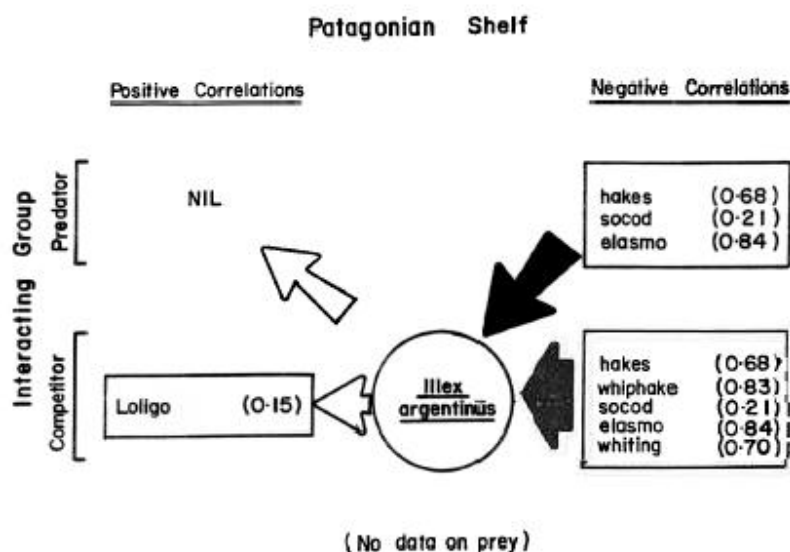 Patagonian Shelf
Positive Correlations
Negative Correlations
Interacting Group
Predator
NIL
hakes (0·68)
socod (0·21)
elasmo (0·84)
Competitor
Loligo (0·15)
Illex
argentinus
hakes (0·68)
whiphake (0·83)
socod (0·21)
elasmo (0·84)
whiting (0·70)
(No data on prey)